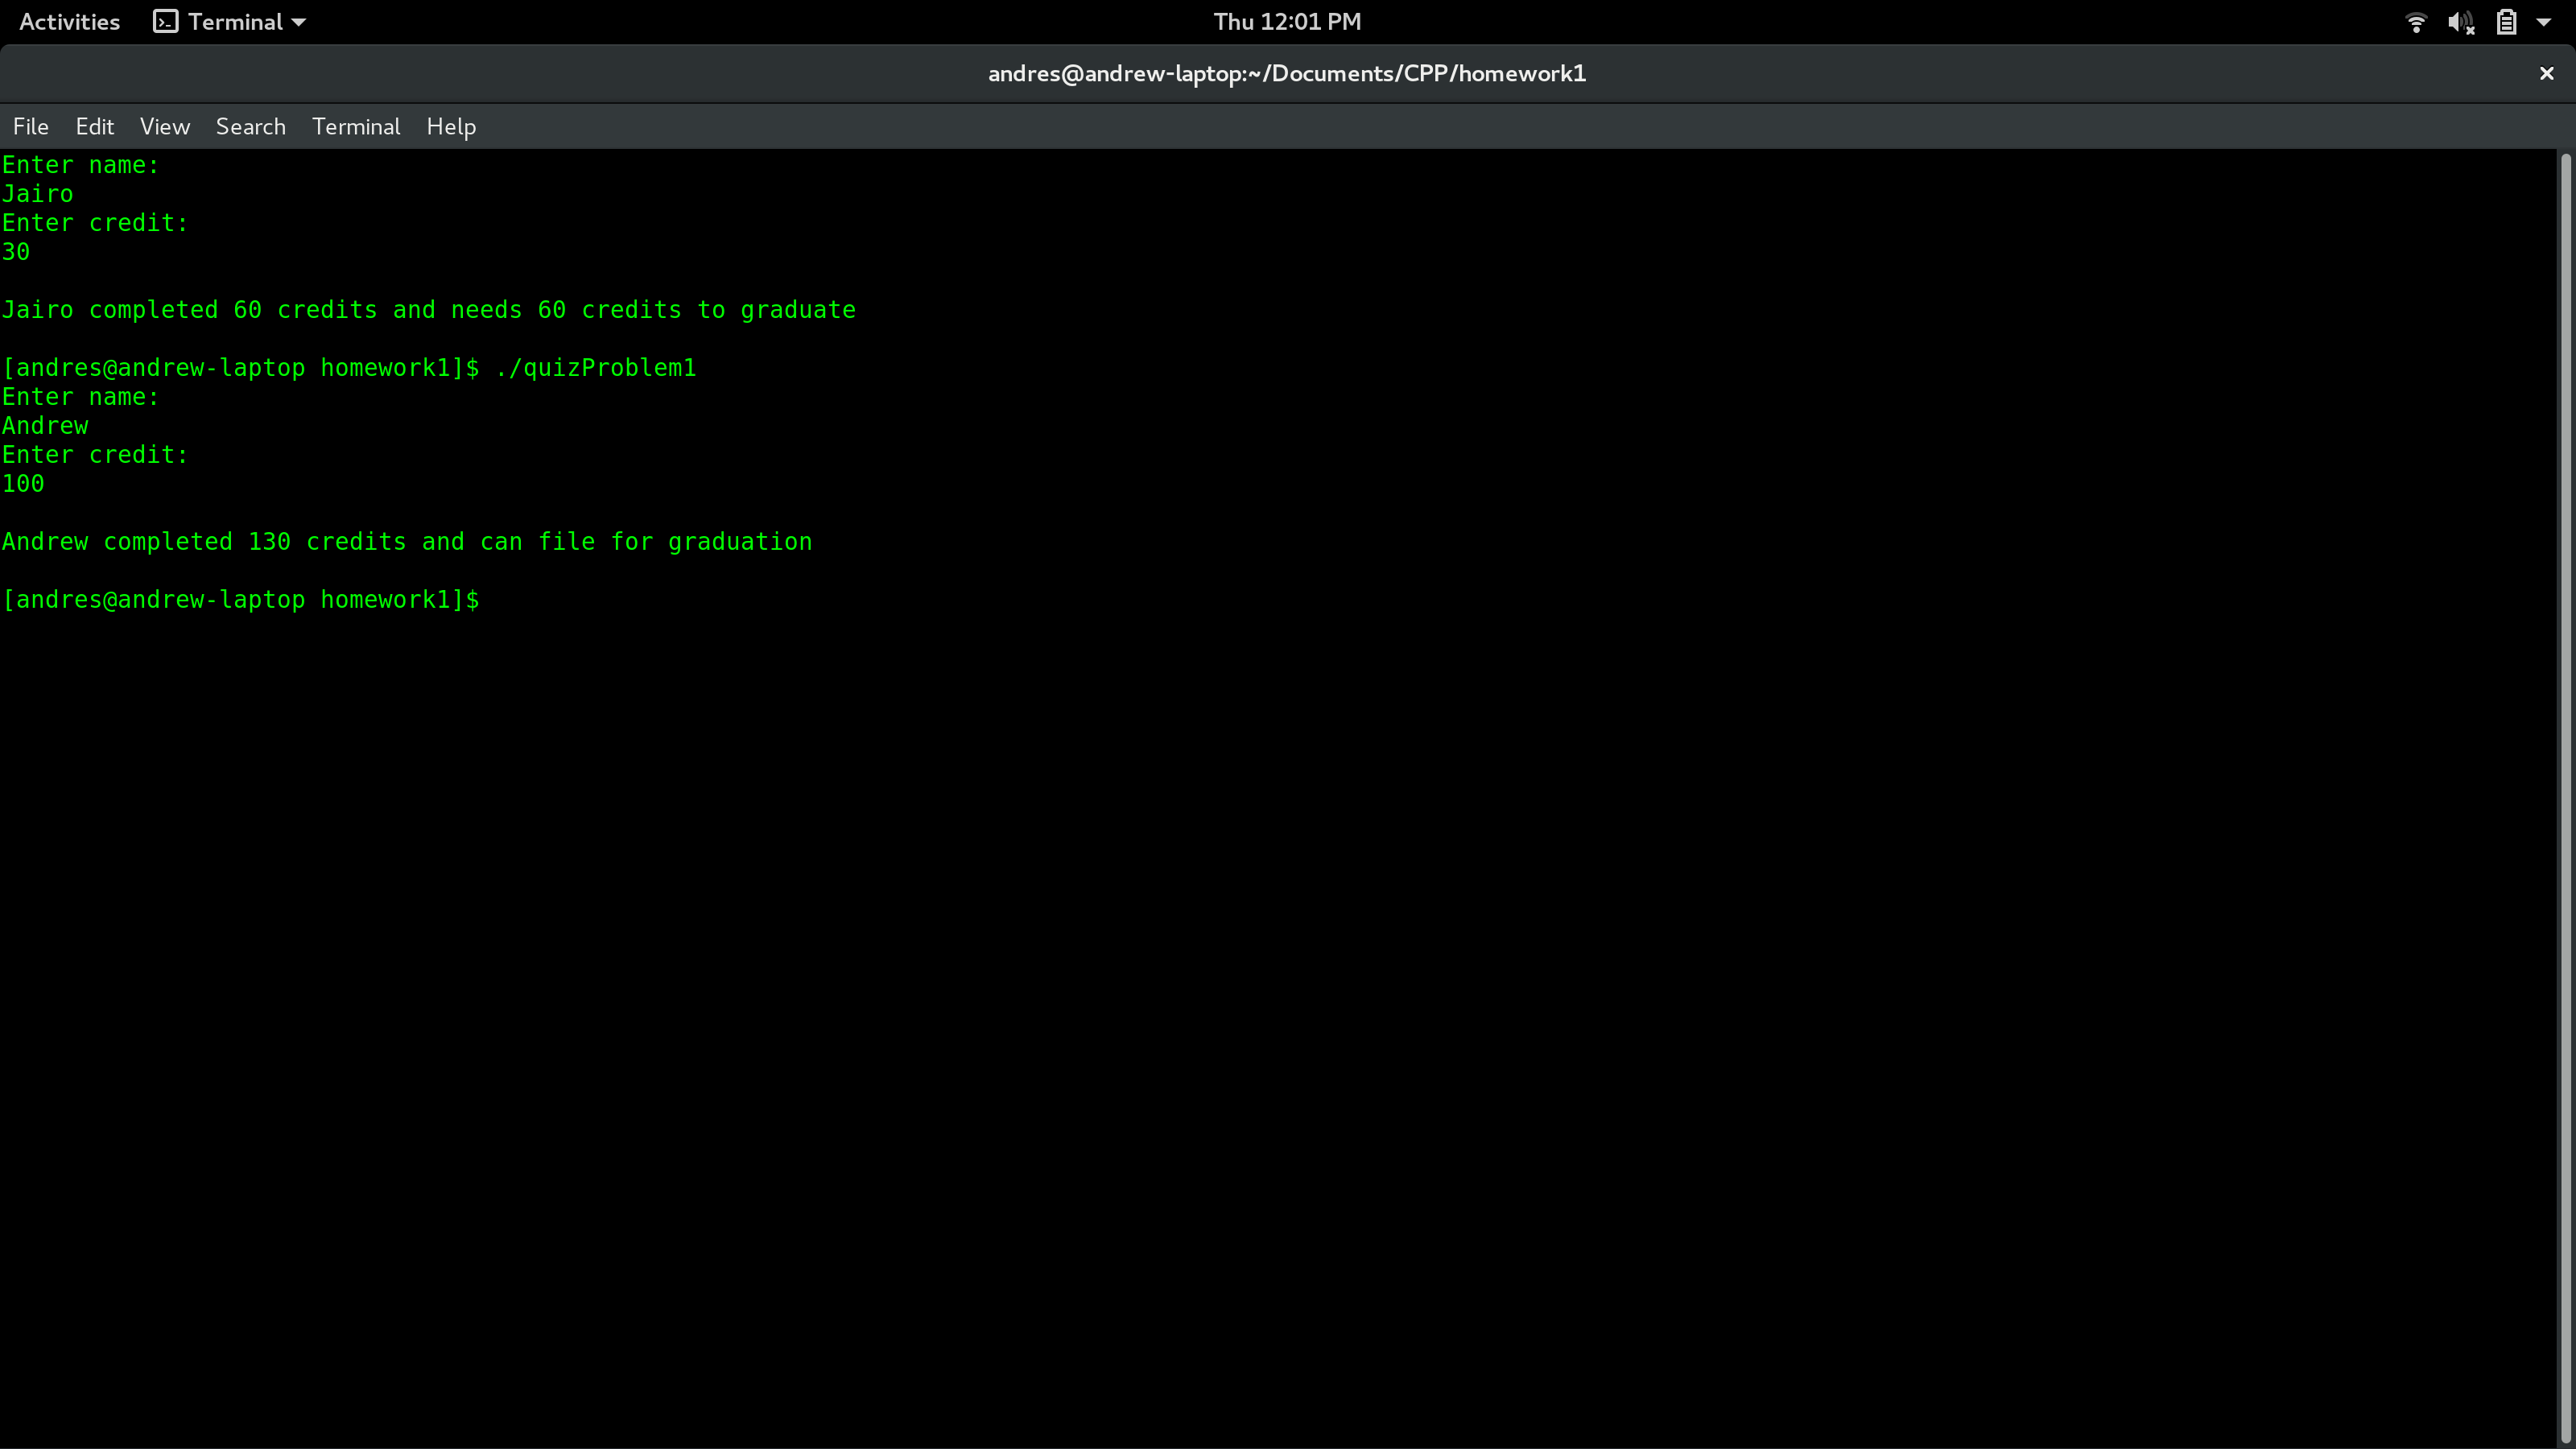 Activities Terminal Thu 12:01 PM
andres@andrew-laptop:~/Documents/CPP/homework1
File Edit View Search Terminal Help
Enter name:
Jairo
Enter credit:
30
Jairo completed 60 credits and needs 60 credits to graduate
[andres@andrew-laptop homework1]$ ./quizProblem1
Enter name:
Andrew
Enter credit:
100
Andrew completed 130 credits and can file for graduation
[andres@andrew-laptop homework1]$